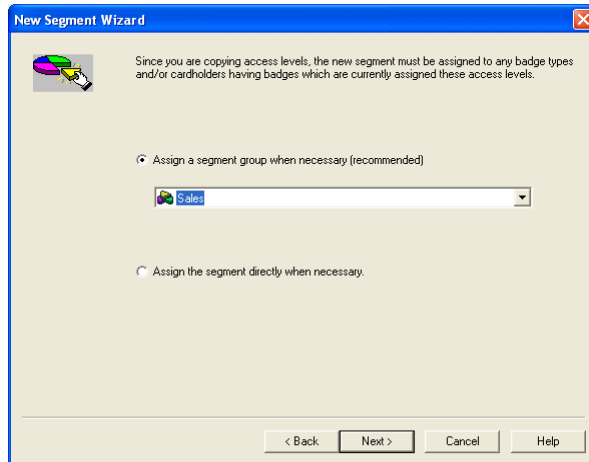 New Segment Wizard
Since you are copying access levels, the new segment must be assigned to any badge types
and/or cardholders having badges which are currently assigned these access levels.
Assign a segment group when necessary (recommended)
Sales
Assign the segment directly when necessary.
< Back Next > Cancel Help